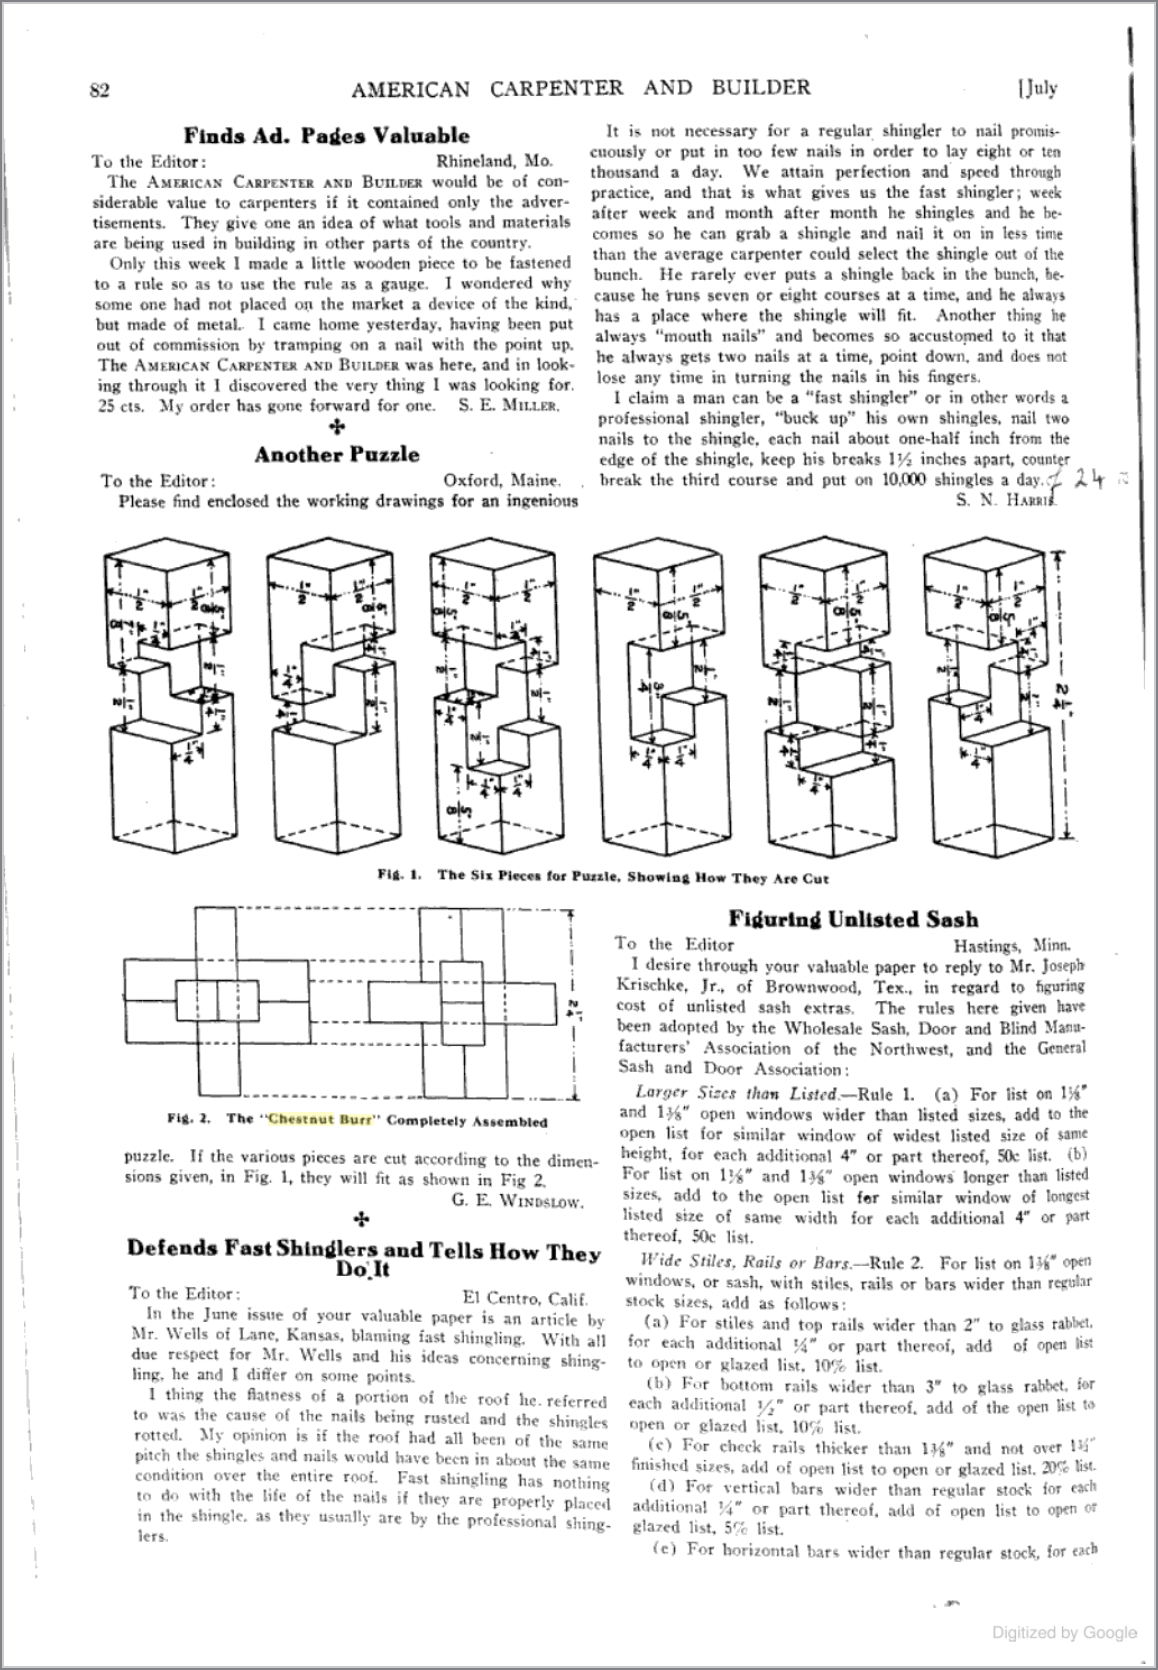 82
AMERICAN CARPENTER AND BUILDER
[July
Finds Ad. Pages Valuable
To the Editor: Rhineland, Mo.
The AMERICAN CARPENTER AND BUILDER would be of con-
siderable value to carpenters if it contained only the adver-
tisements. They give one an idea of what tools and materials
are being used in building in other parts of the country.
Only this week I made a little wooden piece to be fastened
to a rule so as to use the rule as a gauge. I wondered why
some one had not placed on the market a device of the kind,
but made of metal. I came home yesterday, having been put
out of commission by tramping on a nail with the point up.
The AMERICAN CARPENTER AND BUILDER was here, and in look-
ing through it I discovered the very thing I was looking for.
25 cts. My order has gone forward for one. S. E. MILLER.
Another Puzzle
To the Editor: Oxford, Maine.
Please find enclosed the working drawings for an ingenious
It is not necessary for a regular shingler to nail promis-
cuously or put in too few nails in order to lay eight or ten
thousand a day. We attain perfection and speed through
practice, and that is what gives us the fast shingler; week
after week and month after month he shingles and he be-
comes so he can grab a shingle and nail it on in less time
than the average carpenter could select the shingle out of the
bunch. He rarely ever puts a shingle back in the bunch, be-
cause he runs seven or eight courses at a time, and he always
has a place where the shingle will fit. Another thing he
always "mouth nails" and becomes so accustomed to it that
he always gets two nails at a time, point down, and does not
lose any time in turning the nails in his fingers.
I claim a man can be a "fast shingler" or in other words a
professional shingler, "buck up" his own shingles, nail two
nails to the shingle, each nail about one-half inch from the
edge of the shingle, keep his breaks 1½ inches apart, counter
break the third course and put on 10,000 shingles a day.
24
S. N. HARRIS.
Fig. 1. The Six Pieces for Puzzle, Showing How They Are Cut
Fig. 2. The "Chestnut Burr" Completely Assembled
puzzle. If the various pieces are cut according to the dimen-
sions given, in Fig. 1, they will fit as shown in Fig 2.
G. E. WINDSLOW.
Defends Fast Shinglers and Tells How They
Do It
To the Editor: El Centro, Calif.
In the June issue of your valuable paper is an article by
Mr. Wells of Lane, Kansas, blaming fast shingling. With all
due respect for Mr. Wells and his ideas concerning shing-
ling, he and I differ on some points.
I thing the flatness of a portion of the roof he referred
to was the cause of the nails being rusted and the shingles
rotted. My opinion is if the roof had all been of the same
pitch the shingles and nails would have been in about the same
condition over the entire roof. Fast shingling has nothing
to do with the life of the nails if they are properly placed
in the shingle, as they usually are by the professional shing-
lers.
Figuring Unlisted Sash
To the Editor Hastings, Minn.
I desire through your valuable paper to reply to Mr. Joseph
Krischke, Jr., of Brownwood, Tex., in regard to figuring
cost of unlisted sash extras. The rules here given have
been adopted by the Wholesale Sash, Door and Blind Manu-
facturers' Association of the Northwest, and the General
Sash and Door Association:
Larger Sizes than Listed.—Rule 1. (a) For list on 1⅛"
and 1⅜" open windows wider than listed sizes, add to the
open list for similar window of widest listed size of same
height, for each additional 4" or part thereof, 50c list. (b)
For list on 1⅛" and 1⅜" open windows longer than listed
sizes, add to the open list for similar window of longest
listed size of same width for each additional 4" or part
thereof, 50c list.
Wide Stiles, Rails or Bars.—Rule 2. For list on 1⅜" open
windows, or sash, with stiles, rails or bars wider than regular
stock sizes, add as follows:
(a) For stiles and top rails wider than 2" to glass rabbet,
for each additional ¼" or part thereof, add of open list
to open or glazed list, 10% list.
(b) For bottom rails wider than 3" to glass rabbet, for
each additional ½" or part thereof, add of the open list to
open or glazed list, 10% list.
(c) For check rails thicker than 1⅜" and not over
finished sizes, add of open list to open or glazed list, 20% list.
(d) For vertical bars wider than regular stock for each
additional ¼" or part thereof, add of open list to open or
glazed list, 5% list.
(e) For horizontal bars wider than regular stock, for each
Digitized by Google